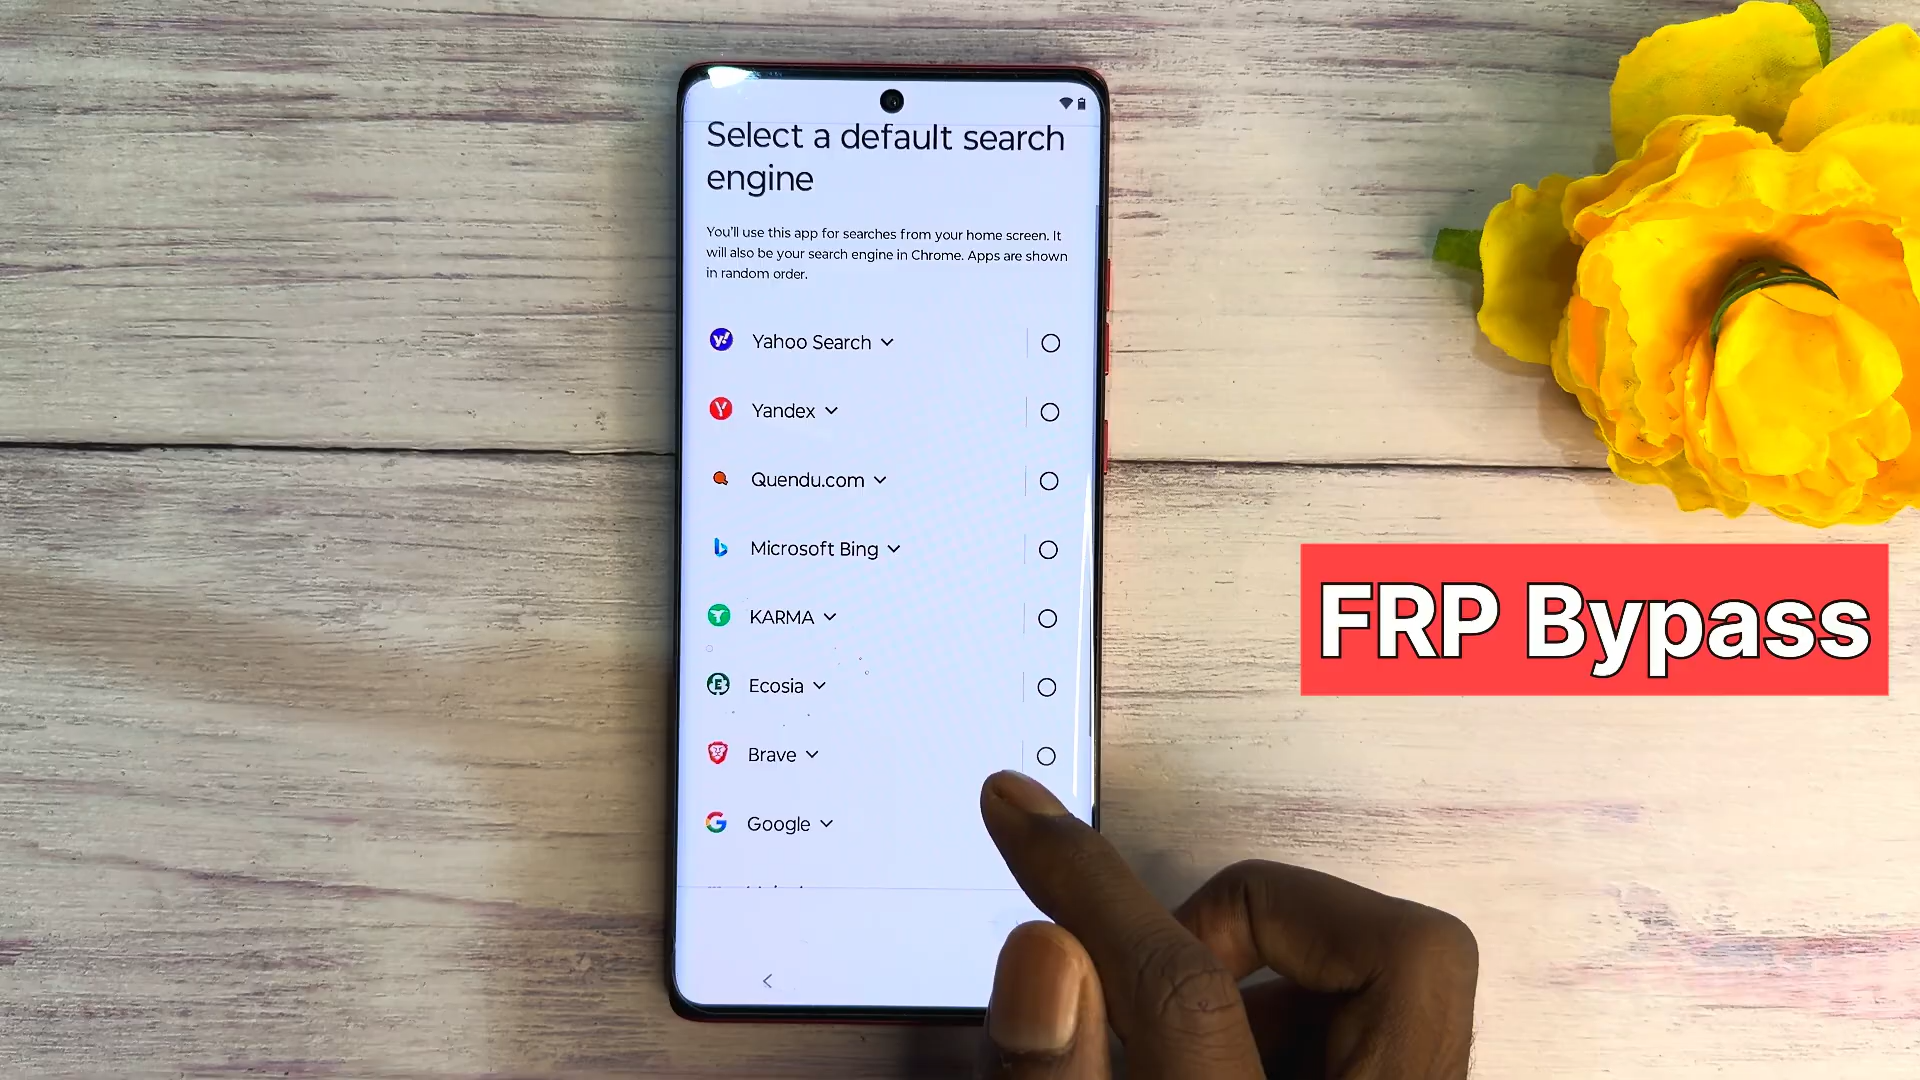 Select a default search
engine
You'll use this app for searches from your home screen. It
will also be your search engine in Chrome. Apps are shown
in random order.
Yahoo Search
Yandex
Quendu.com
Microsoft Bing
KARMA
Ecosia
Brave
Google
FRP Bypass